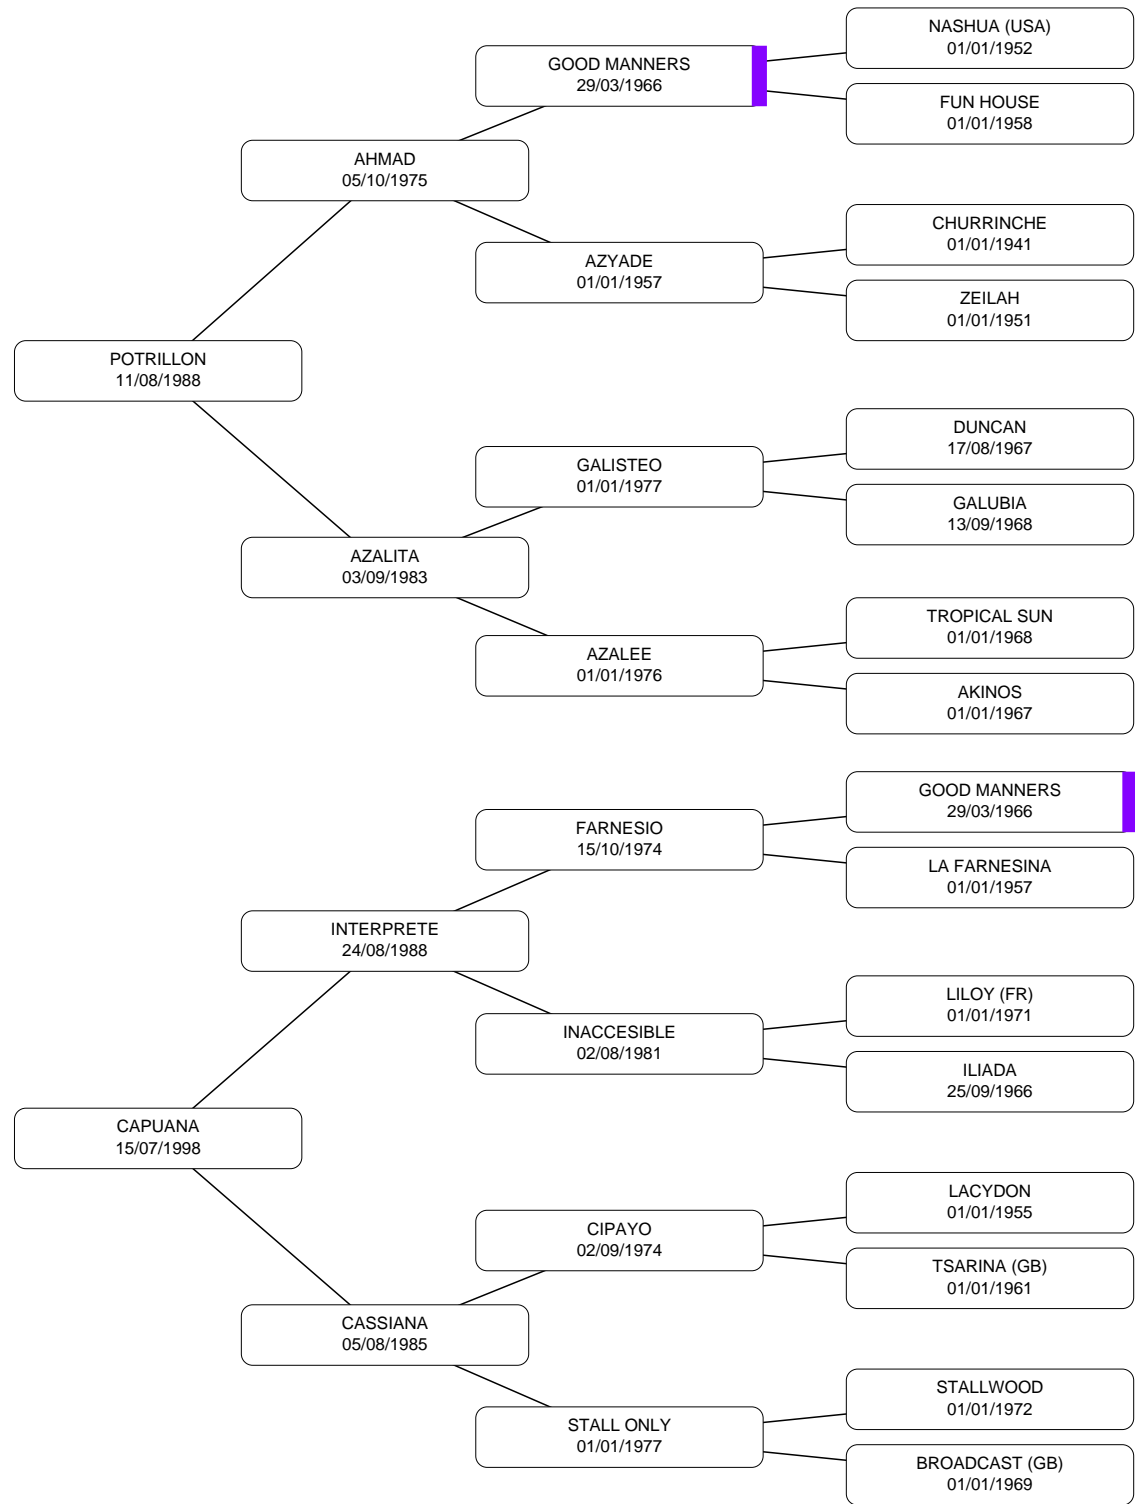 NASHUA (USA)
01/01/1952
GOOD MANNERS
29/03/1966
FUN HOUSE
01/01/1958
AHMAD
05/10/1975
CHURRINCHE
01/01/1941
AZYADE
01/01/1957
ZEILAH
01/01/1951
POTRILLON
11/08/1988
DUNCAN
17/08/1967
GALISTEO
01/01/1977
GALUBIA
13/09/1968
AZALITA
03/09/1983
TROPICAL SUN
01/01/1968
AZALEE
01/01/1976
AKINOS
01/01/1967
GOOD MANNERS
29/03/1966
FARNESIO
15/10/1974
LA FARNESINA
01/01/1957
INTERPRETE
24/08/1988
LILOY (FR)
01/01/1971
INACCESIBLE
02/08/1981
ILIADA
25/09/1966
CAPUANA
15/07/1998
LACYDON
01/01/1955
CIPAYO
02/09/1974
TSARINA (GB)
01/01/1961
CASSIANA
05/08/1985
STALLWOOD
01/01/1972
STALL ONLY
01/01/1977
BROADCAST (GB)
01/01/1969